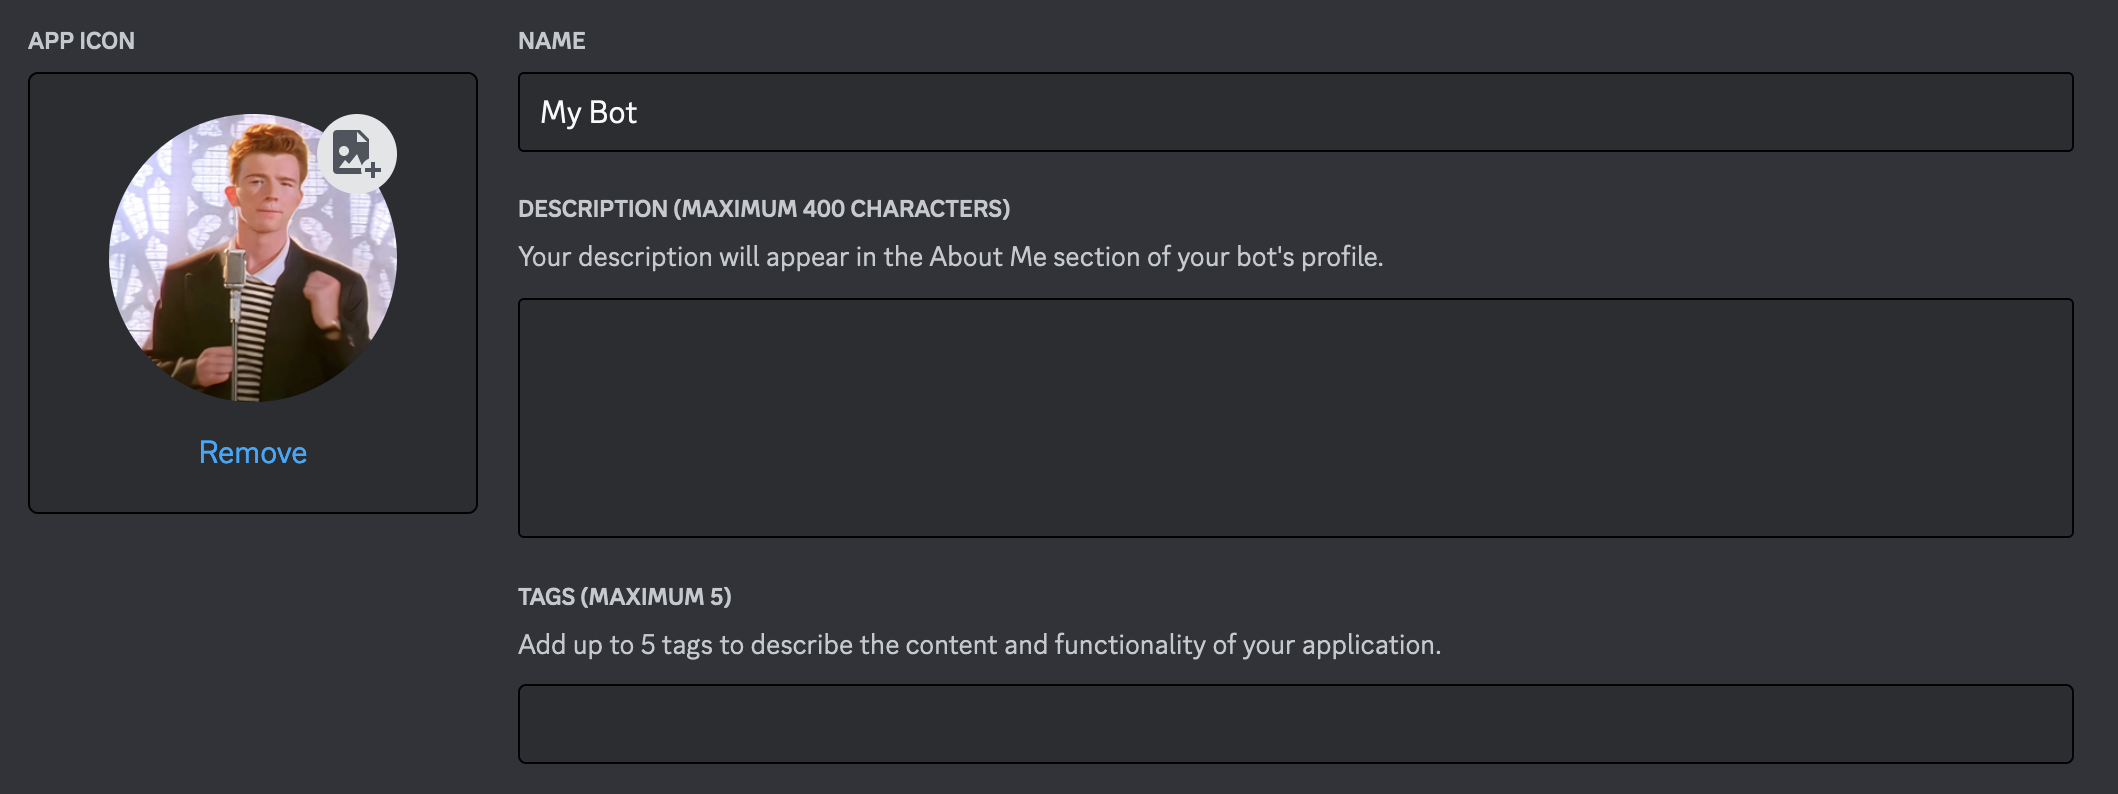 APP ICON
Remove
NAME
My Bot
DESCRIPTION (MAXIMUM 400 CHARACTERS)
Your description will appear in the About Me section of your bot's profile.
TAGS (MAXIMUM 5)
Add up to 5 tags to describe the content and functionality of your application.